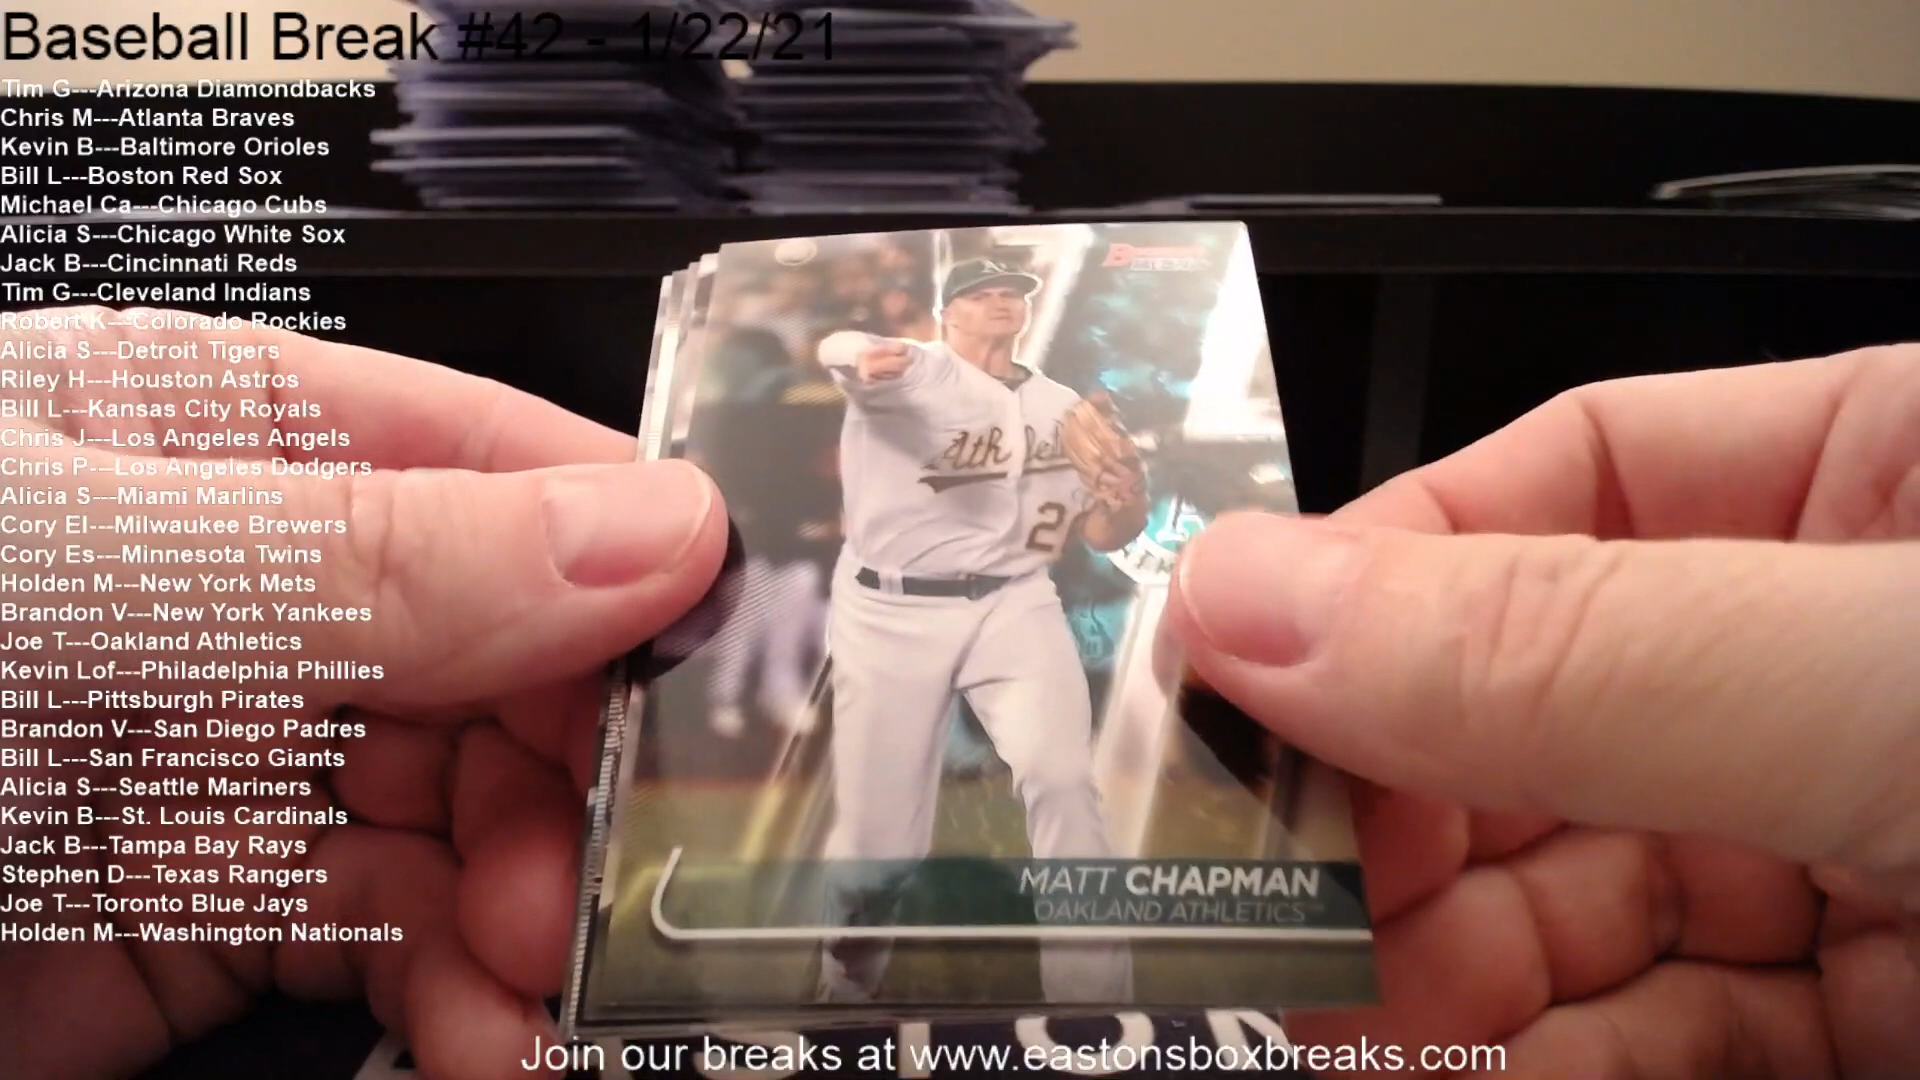 Baseball Break #42 - 1/22/21
Tim G---Arizona Diamondbacks
Chris M---Atlanta Braves
Kevin B---Baltimore Orioles
Bill L---Boston Red Sox
Michael Ca---Chicago Cubs
Alicia S---Chicago White Sox
Jack B---Cincinnati Reds
Tim G---Cleveland Indians
Robert K---Colorado Rockies
Alicia S---Detroit Tigers
Riley H---Houston Astros
Bill L---Kansas City Royals
Chris J---Los Angeles Angels
Chris P---Los Angeles Dodgers
Alicia S---Miami Marlins
Cory El---Milwaukee Brewers
Cory Es---Minnesota Twins
Holden M---New York Mets
Brandon V---New York Yankees
Joe T---Oakland Athletics
Kevin Lof---Philadelphia Phillies
Bill L---Pittsburgh Pirates
Brandon V---San Diego Padres
Bill L---San Francisco Giants
Alicia S---Seattle Mariners
Kevin B---St. Louis Cardinals
Jack B---Tampa Bay Rays
Stephen D---Texas Rangers
Joe T---Toronto Blue Jays
Holden M---Washington Nationals
MATT CHAPMAN
OAKLAND ATHLETICS™
Join our breaks at www.eastonsboxbreaks.com